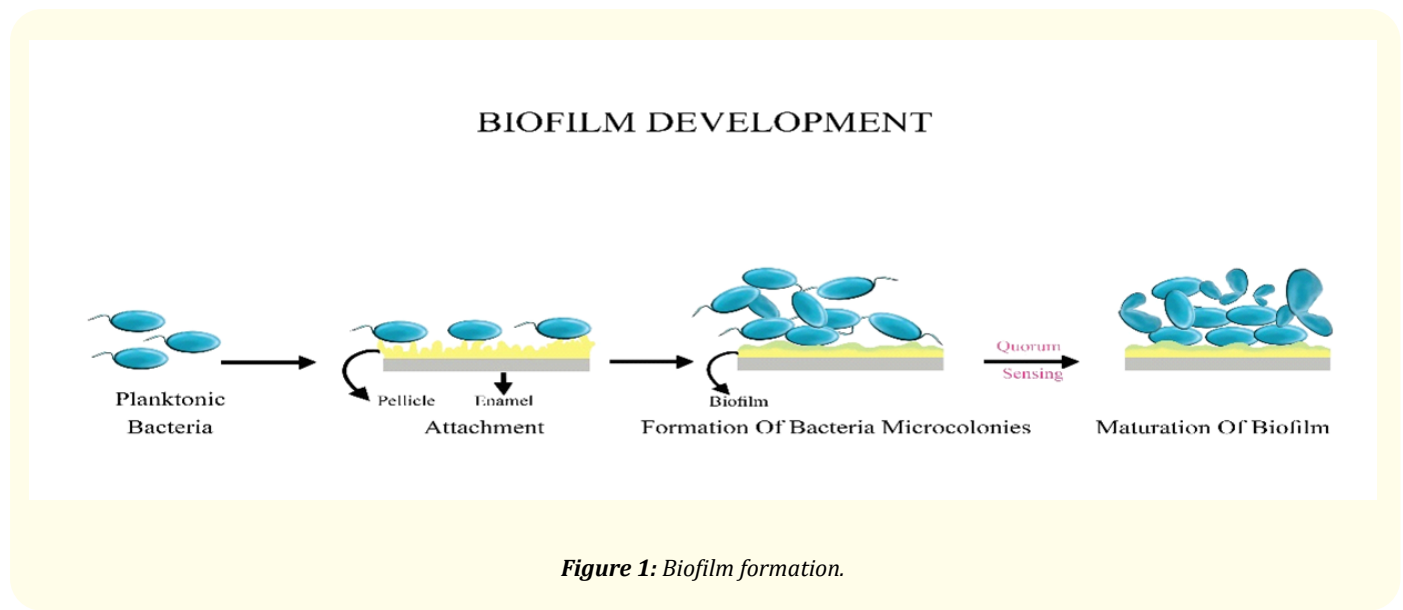 BIOFILM DEVELOPMENT
Planktonic
Bacteria
Pellicle
Enamel
Attachment
Biofilm
Formation Of Bacteria Microcolonies
Quorum
Sensing
Maturation Of Biofilm
Figure 1: Biofilm formation.